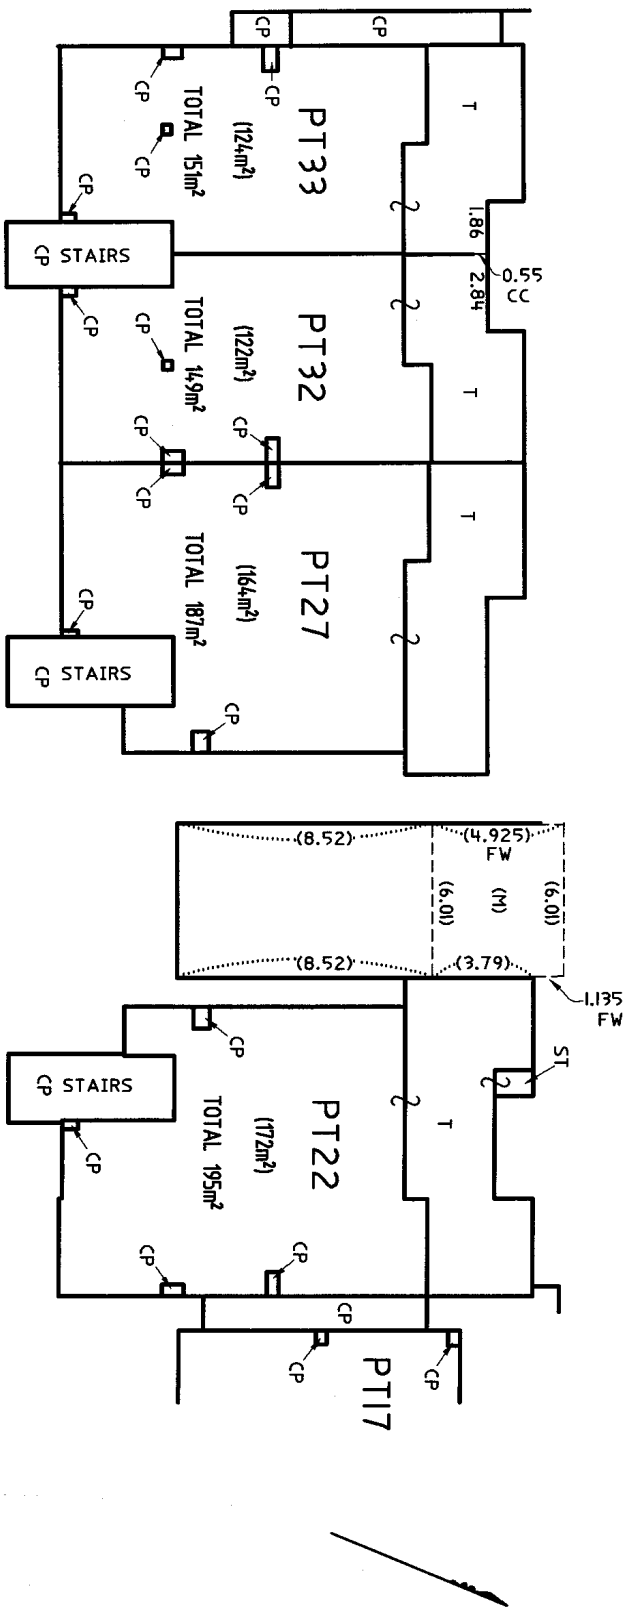 CP
CP
CP
CP
CP
T
PT33
(124m²)
TOTAL 151m²
CP
1.86
CP STAIRS
0.55
CC
2.84
CP
PT32
(122m²)
TOTAL 149m²
CP
T
CP
CP
CP
CP
T
PT27
(164m²)
TOTAL 187m²
CP
CP STAIRS
CP
(8.52)
(4.925)
FW
(6.01)
(M)
(6.01)
(8.52)
(3.79)
1.135
FW
CP
ST
CP STAIRS
T
PT22
(172m²)
TOTAL 195m²
CP
CP
CP
CP
CP
CP
PT17